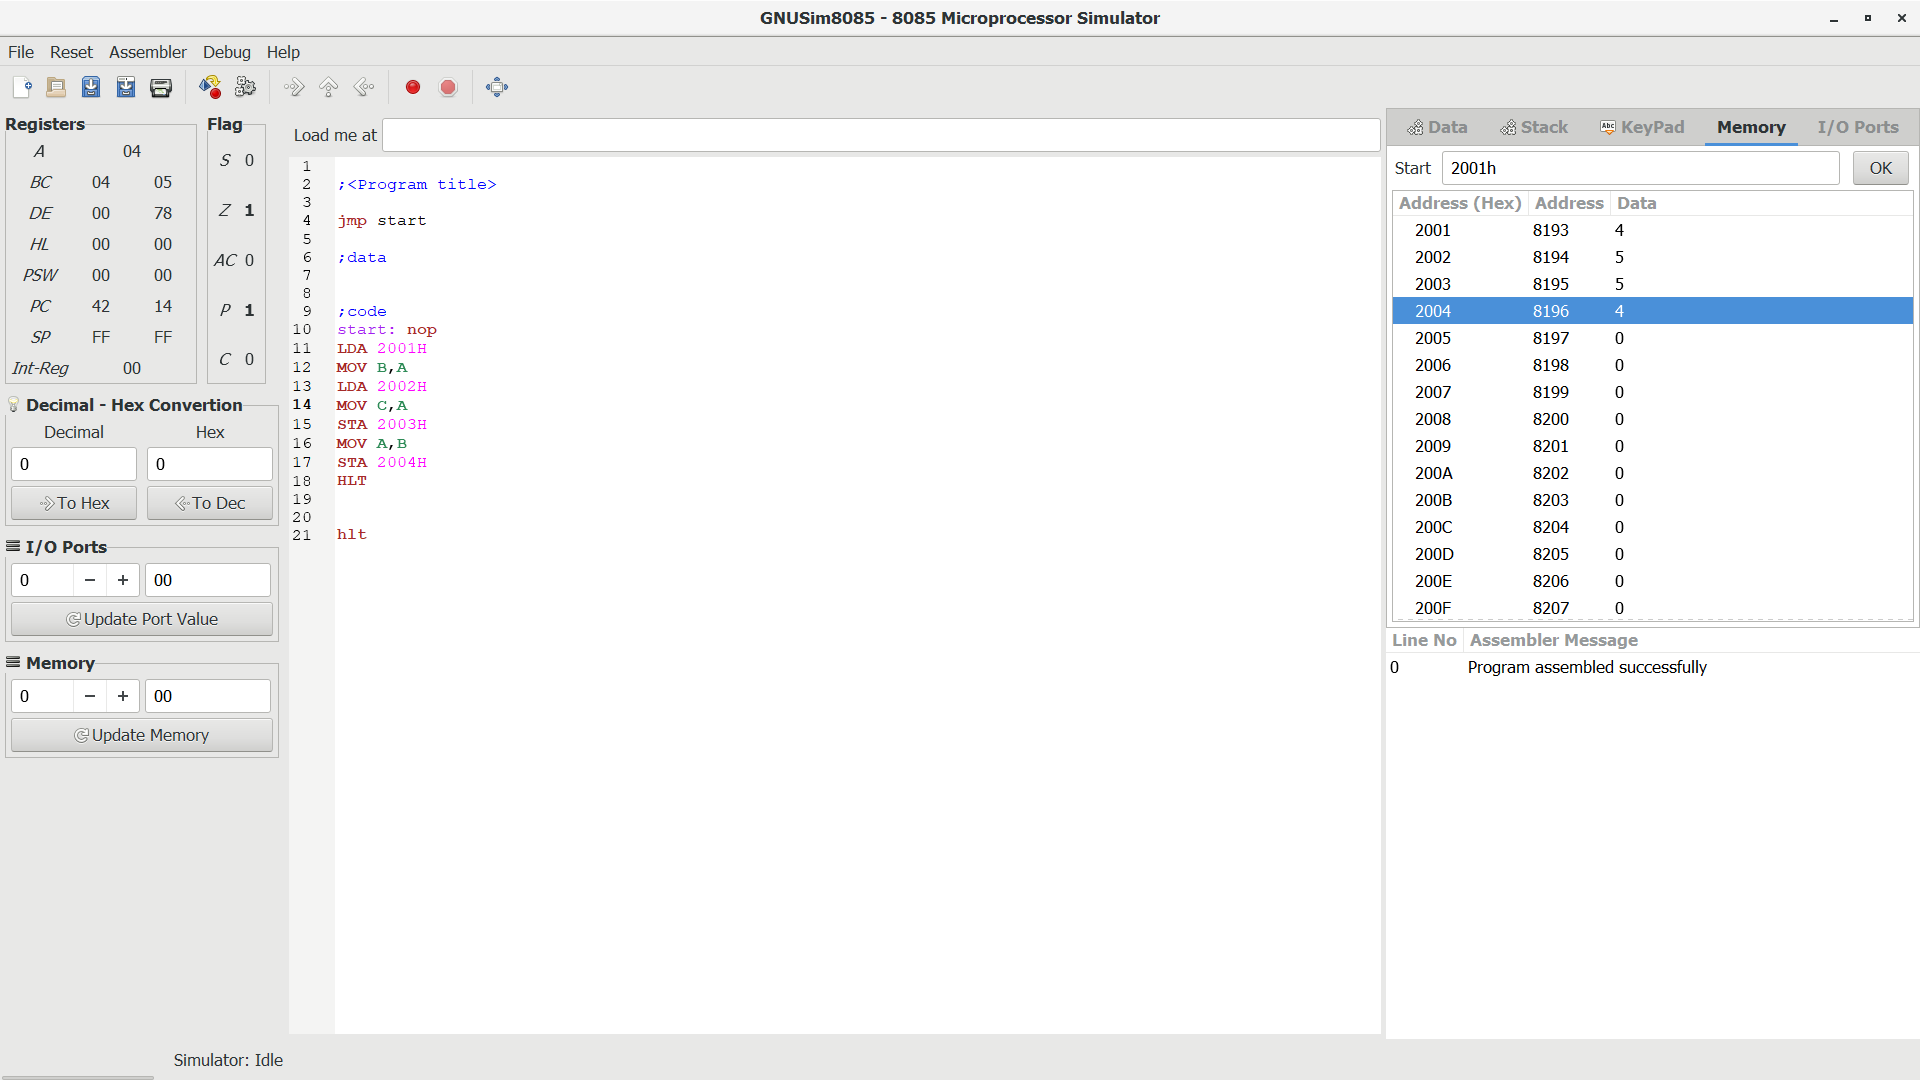 GNUSim8085 - 8085 Microprocessor Simulator
File Reset Assembler Debug Help
Registers
A 04
BC 04 05
DE 00 78
HL 00 00
PSW 00 00
PC 42 14
SP FF FF
Int-Reg 00
Flag
S 0
Z 1
AC 0
P 1
C 0
Decimal - Hex Convertion
Decimal Hex
0 0
To Hex To Dec
I/O Ports
0 − + 00
Update Port Value
Memory
0 − + 00
Update Memory
Load me at
1
2 ;<Program title>
3
4 jmp start
5
6 ;data
7
8
9 ;code
10 start: nop
11 LDA 2001H
12 MOV B,A
13 LDA 2002H
14 MOV C,A
15 STA 2003H
16 MOV A,B
17 STA 2004H
18 HLT
19
20
21 hlt
Data Stack Abc KeyPad Memory I/O Ports
Start 2001h OK
Address (Hex) Address Data
2001 8193 4
2002 8194 5
2003 8195 5
2004 8196 4
2005 8197 0
2006 8198 0
2007 8199 0
2008 8200 0
2009 8201 0
200A 8202 0
200B 8203 0
200C 8204 0
200D 8205 0
200E 8206 0
200F 8207 0
Line No Assembler Message
0 Program assembled successfully
Simulator: Idle